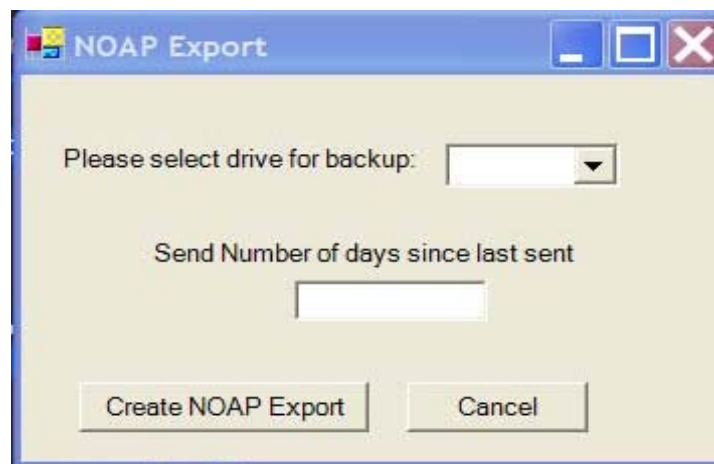 NOAP Export
Please select drive for backup:
Send Number of days since last sent
Create NOAP Export Cancel